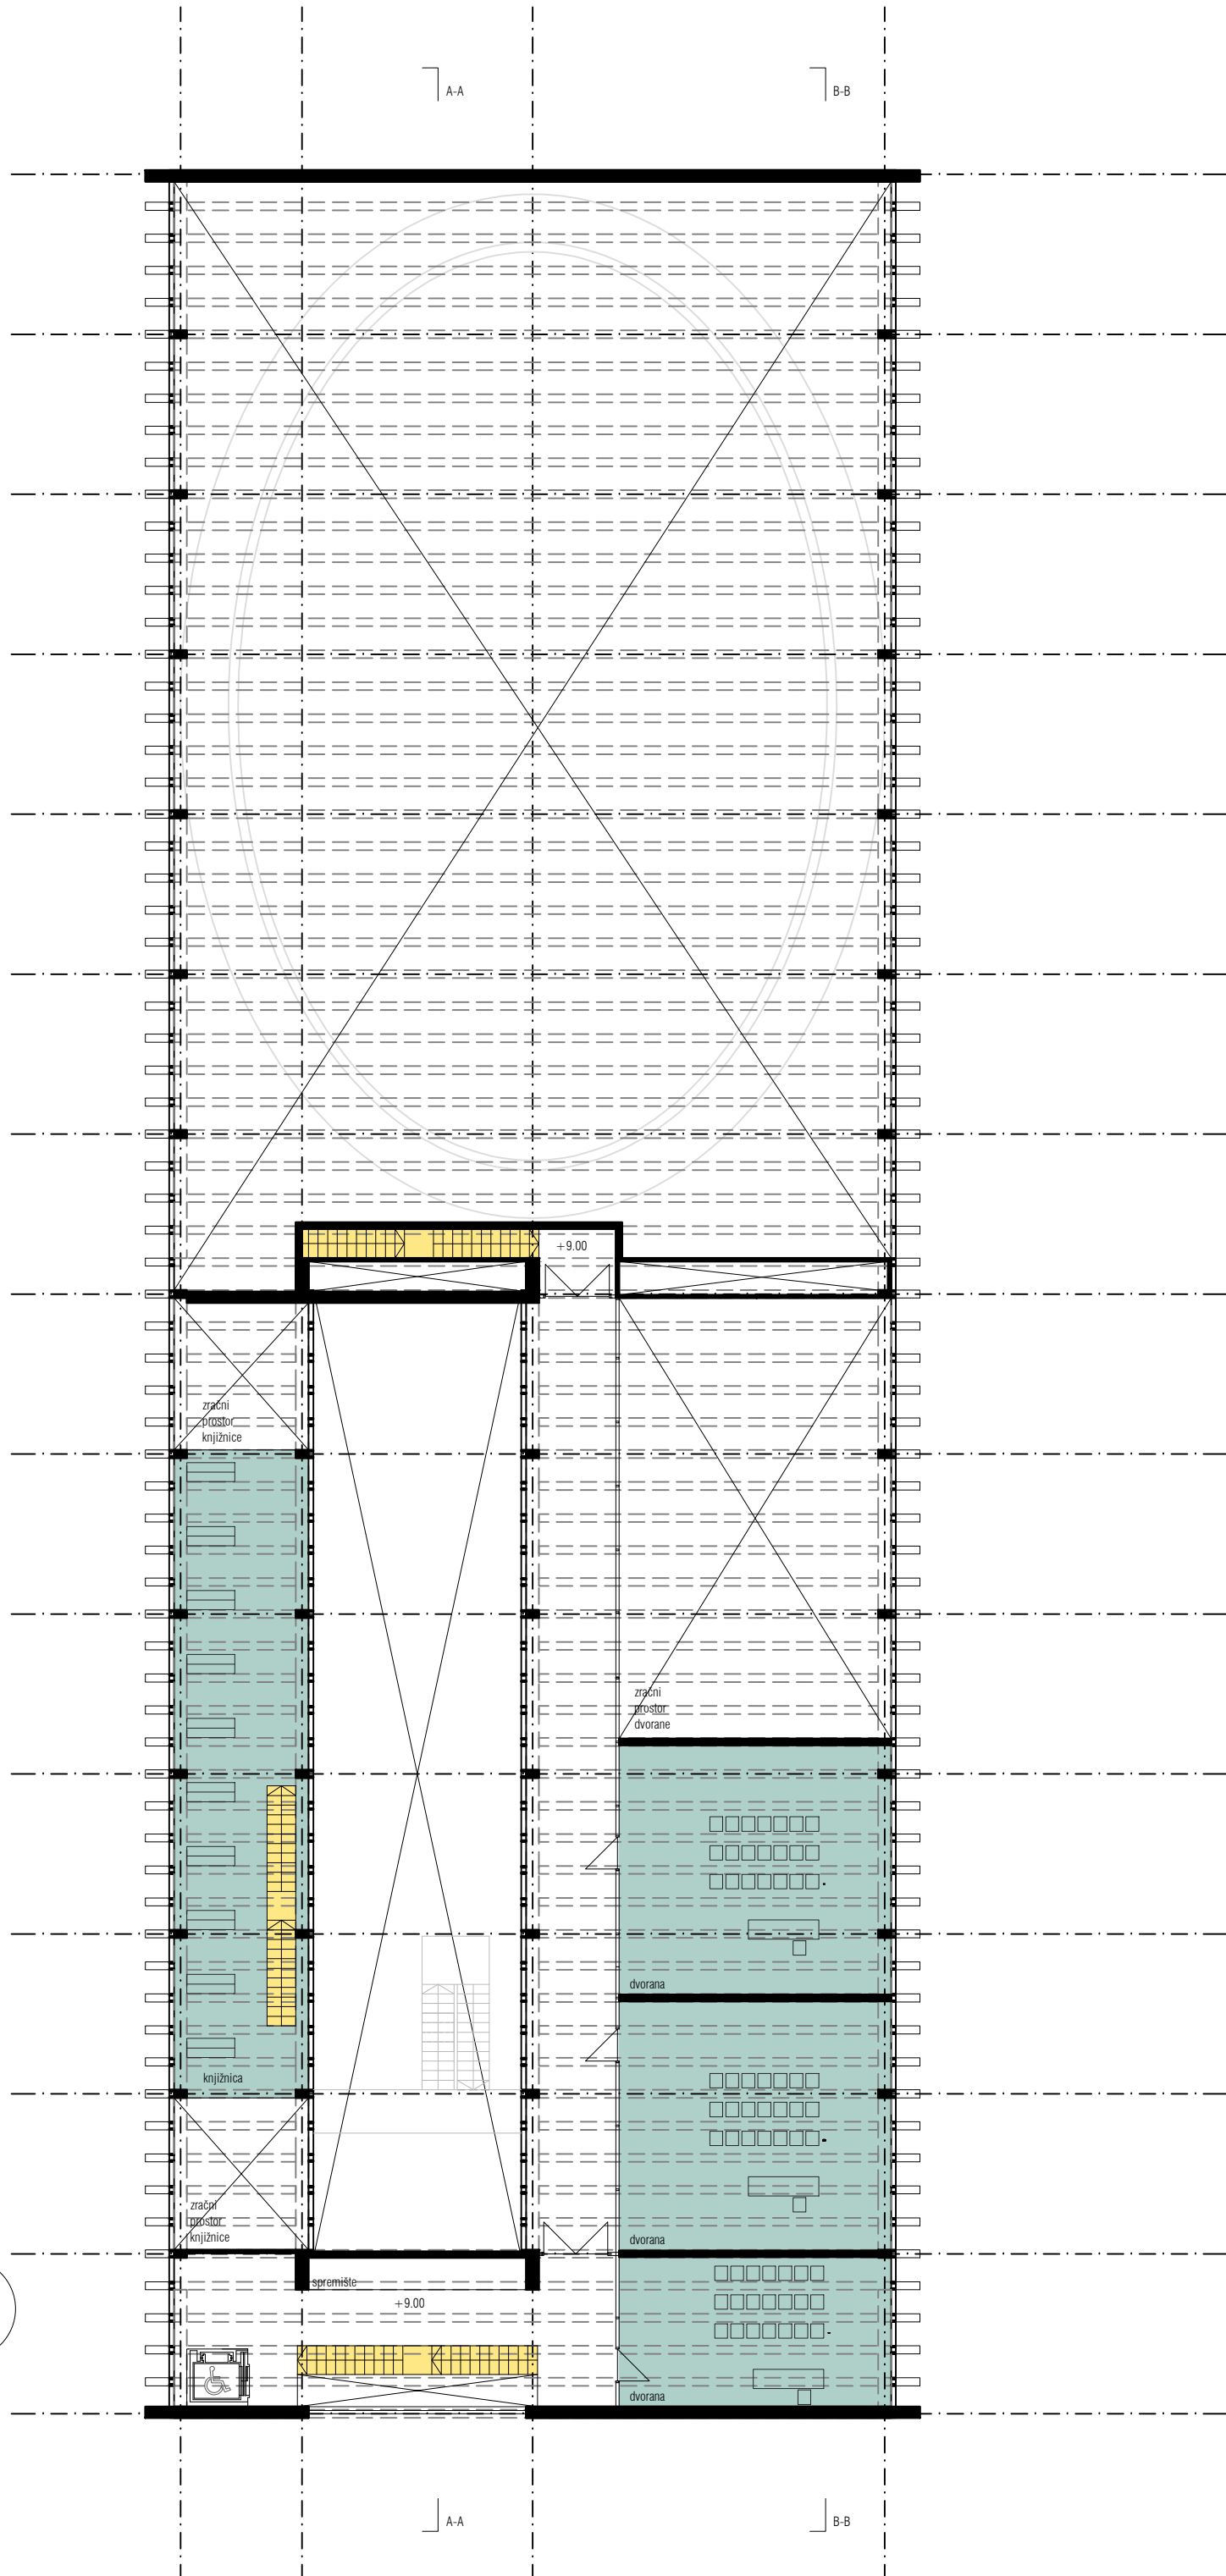 A-A
B-B
+9.00
zračni
prostor
knjižnice
zračni
prostor
dvorane
dvorana
knjižnica
zračni
prostor
knjižnice
dvorana
spremište
+9.00
dvorana
A-A
B-B